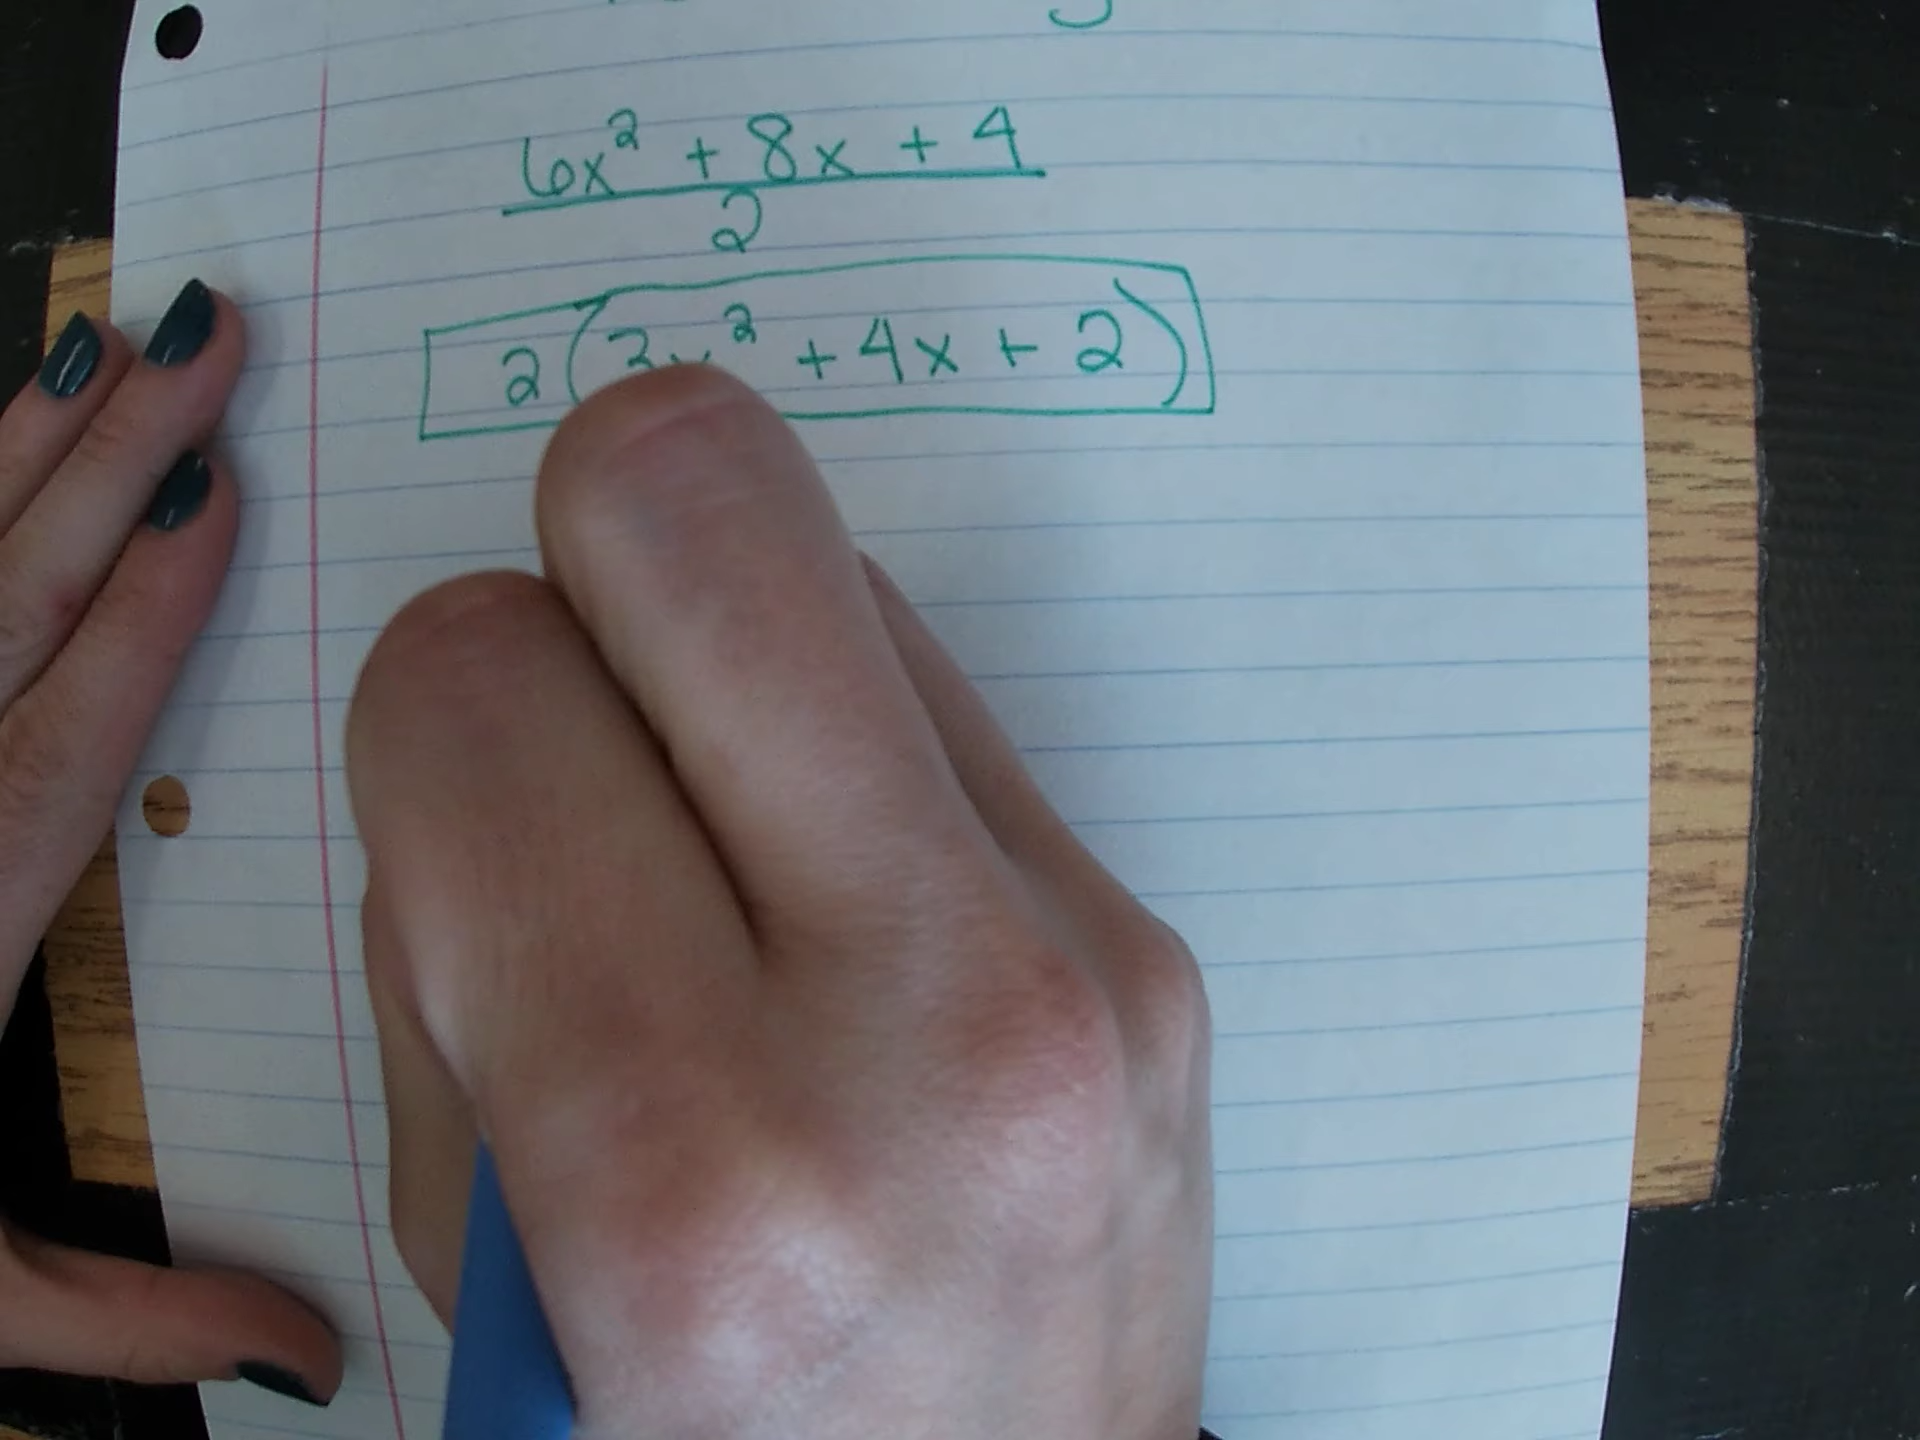 6x² + 8x + 4
2
2(3x² + 4x + 2)